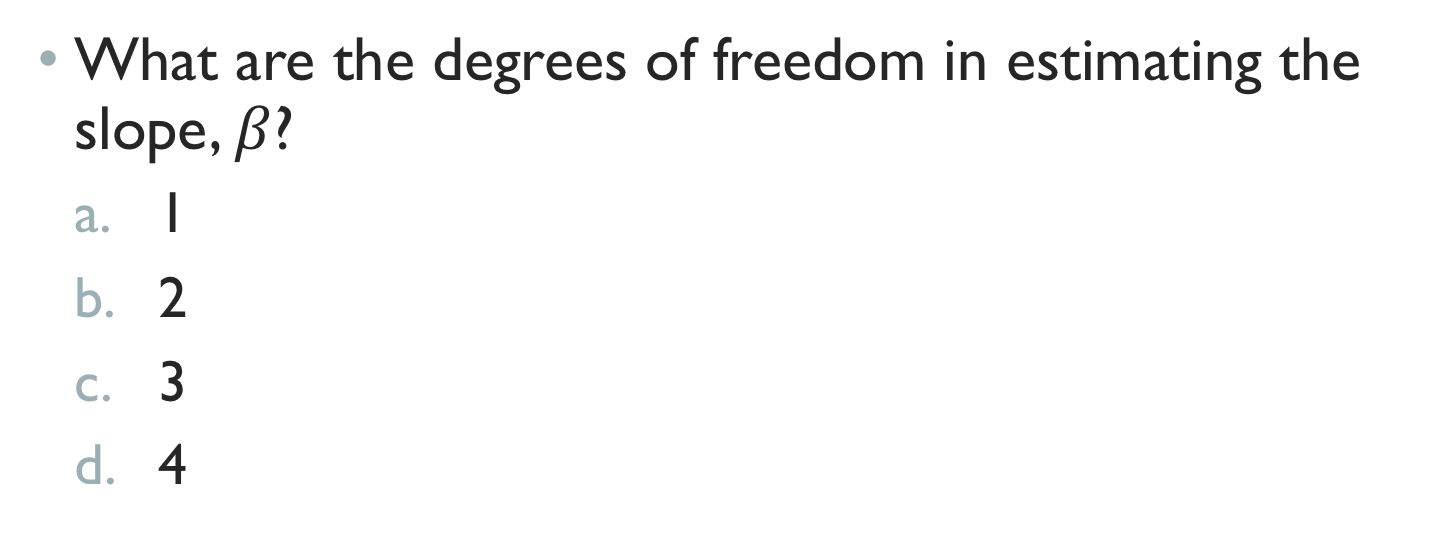 • What are the degrees of freedom in estimating the
slope, β?
a. 1
b. 2
c. 3
d. 4